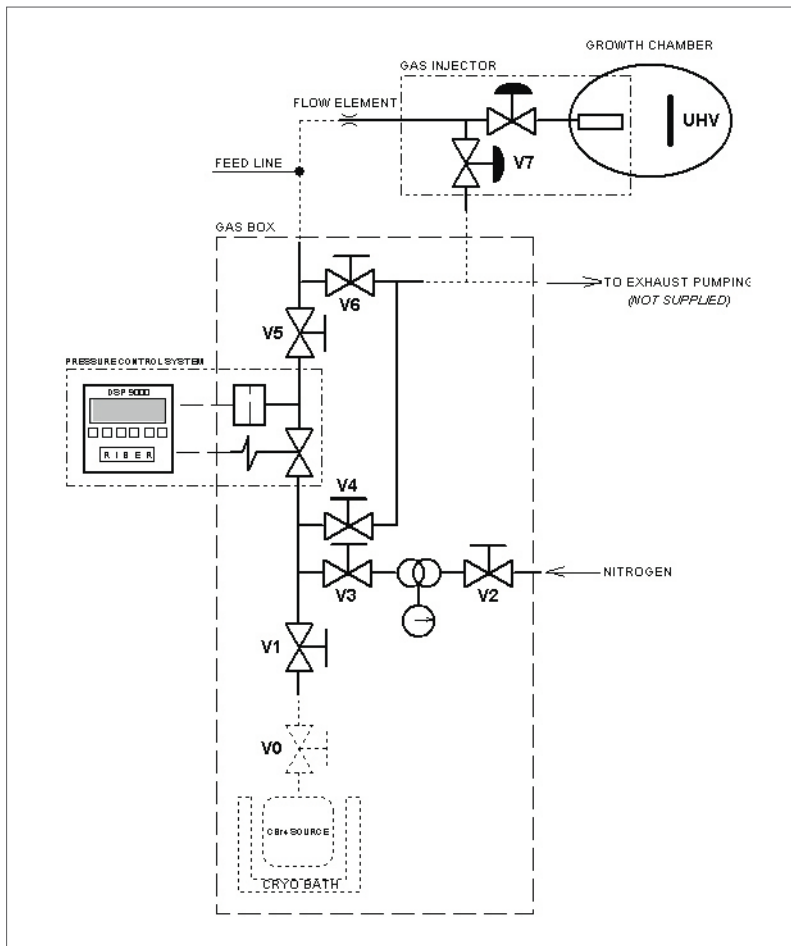 GROWTH CHAMBER
GAS INJECTOR
FLOW ELEMENT
UHV
FEED LINE
V7
GAS BOX
TO EXHAUST PUMPING
(NOT SUPPLIED)
V6
V5
PRESSURE CONTROL SYSTEM
DSP 9000
RIBER
V4
NITROGEN
V3
V2
V1
V0
CBr4 SOURCE
CRYO BATH